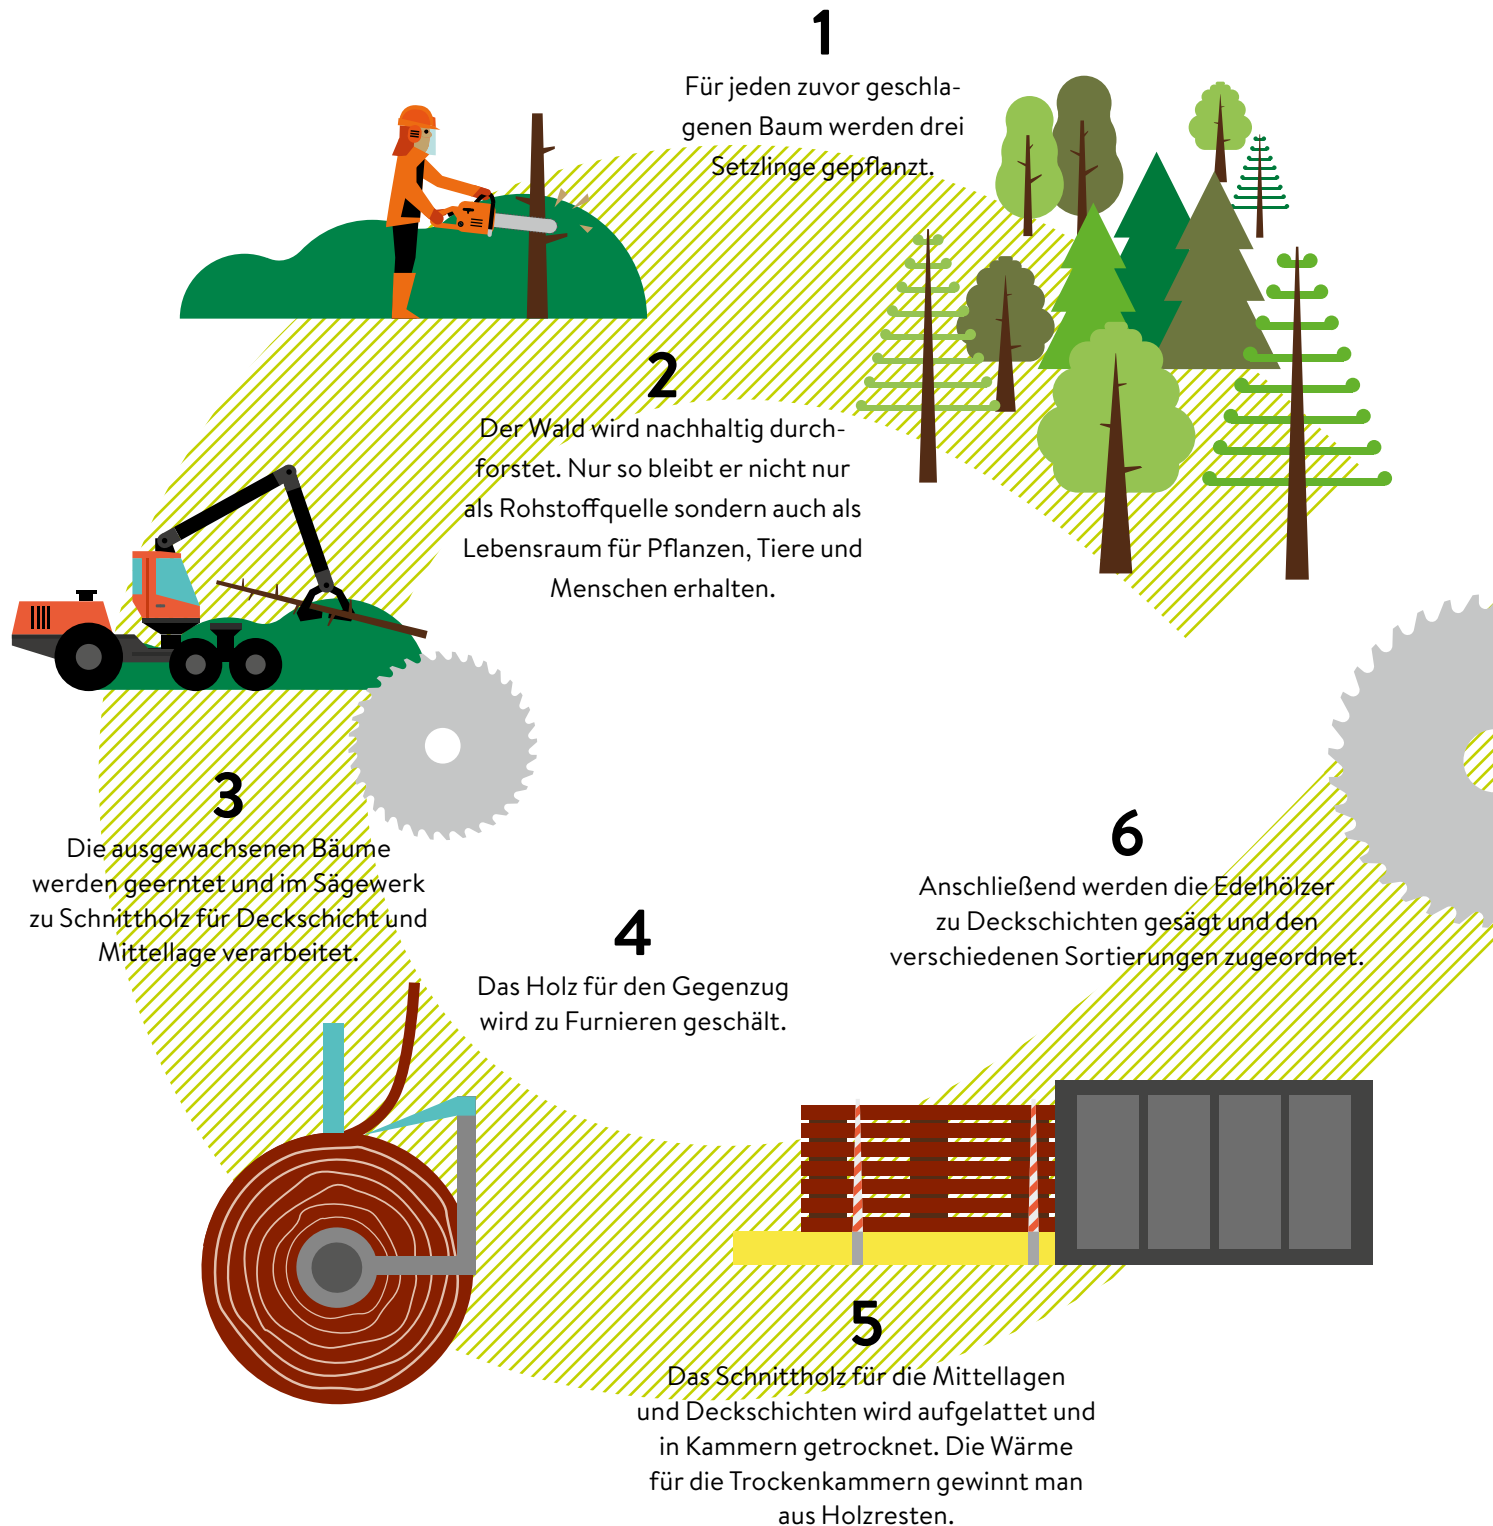 1
Für jeden zuvor geschla-
genen Baum werden drei
Setzlinge gepflanzt.
2
Der Wald wird nachhaltig durch-
forstet. Nur so bleibt er nicht nur
als Rohstoffquelle sondern auch als
Lebensraum für Pflanzen, Tiere und
Menschen erhalten.
3
Die ausgewachsenen Bäume
werden geerntet und im Sägewerk
zu Schnittholz für Deckschicht und
Mittellage verarbeitet.
4
Das Holz für den Gegenzug
wird zu Furnieren geschält.
5
Das Schnittholz für die Mittellagen
und Deckschichten wird aufgelattet und
in Kammern getrocknet. Die Wärme
für die Trockenkammern gewinnt man
aus Holzresten.
6
Anschließend werden die Edelhölzer
zu Deckschichten gesägt und den
verschiedenen Sortierungen zugeordnet.